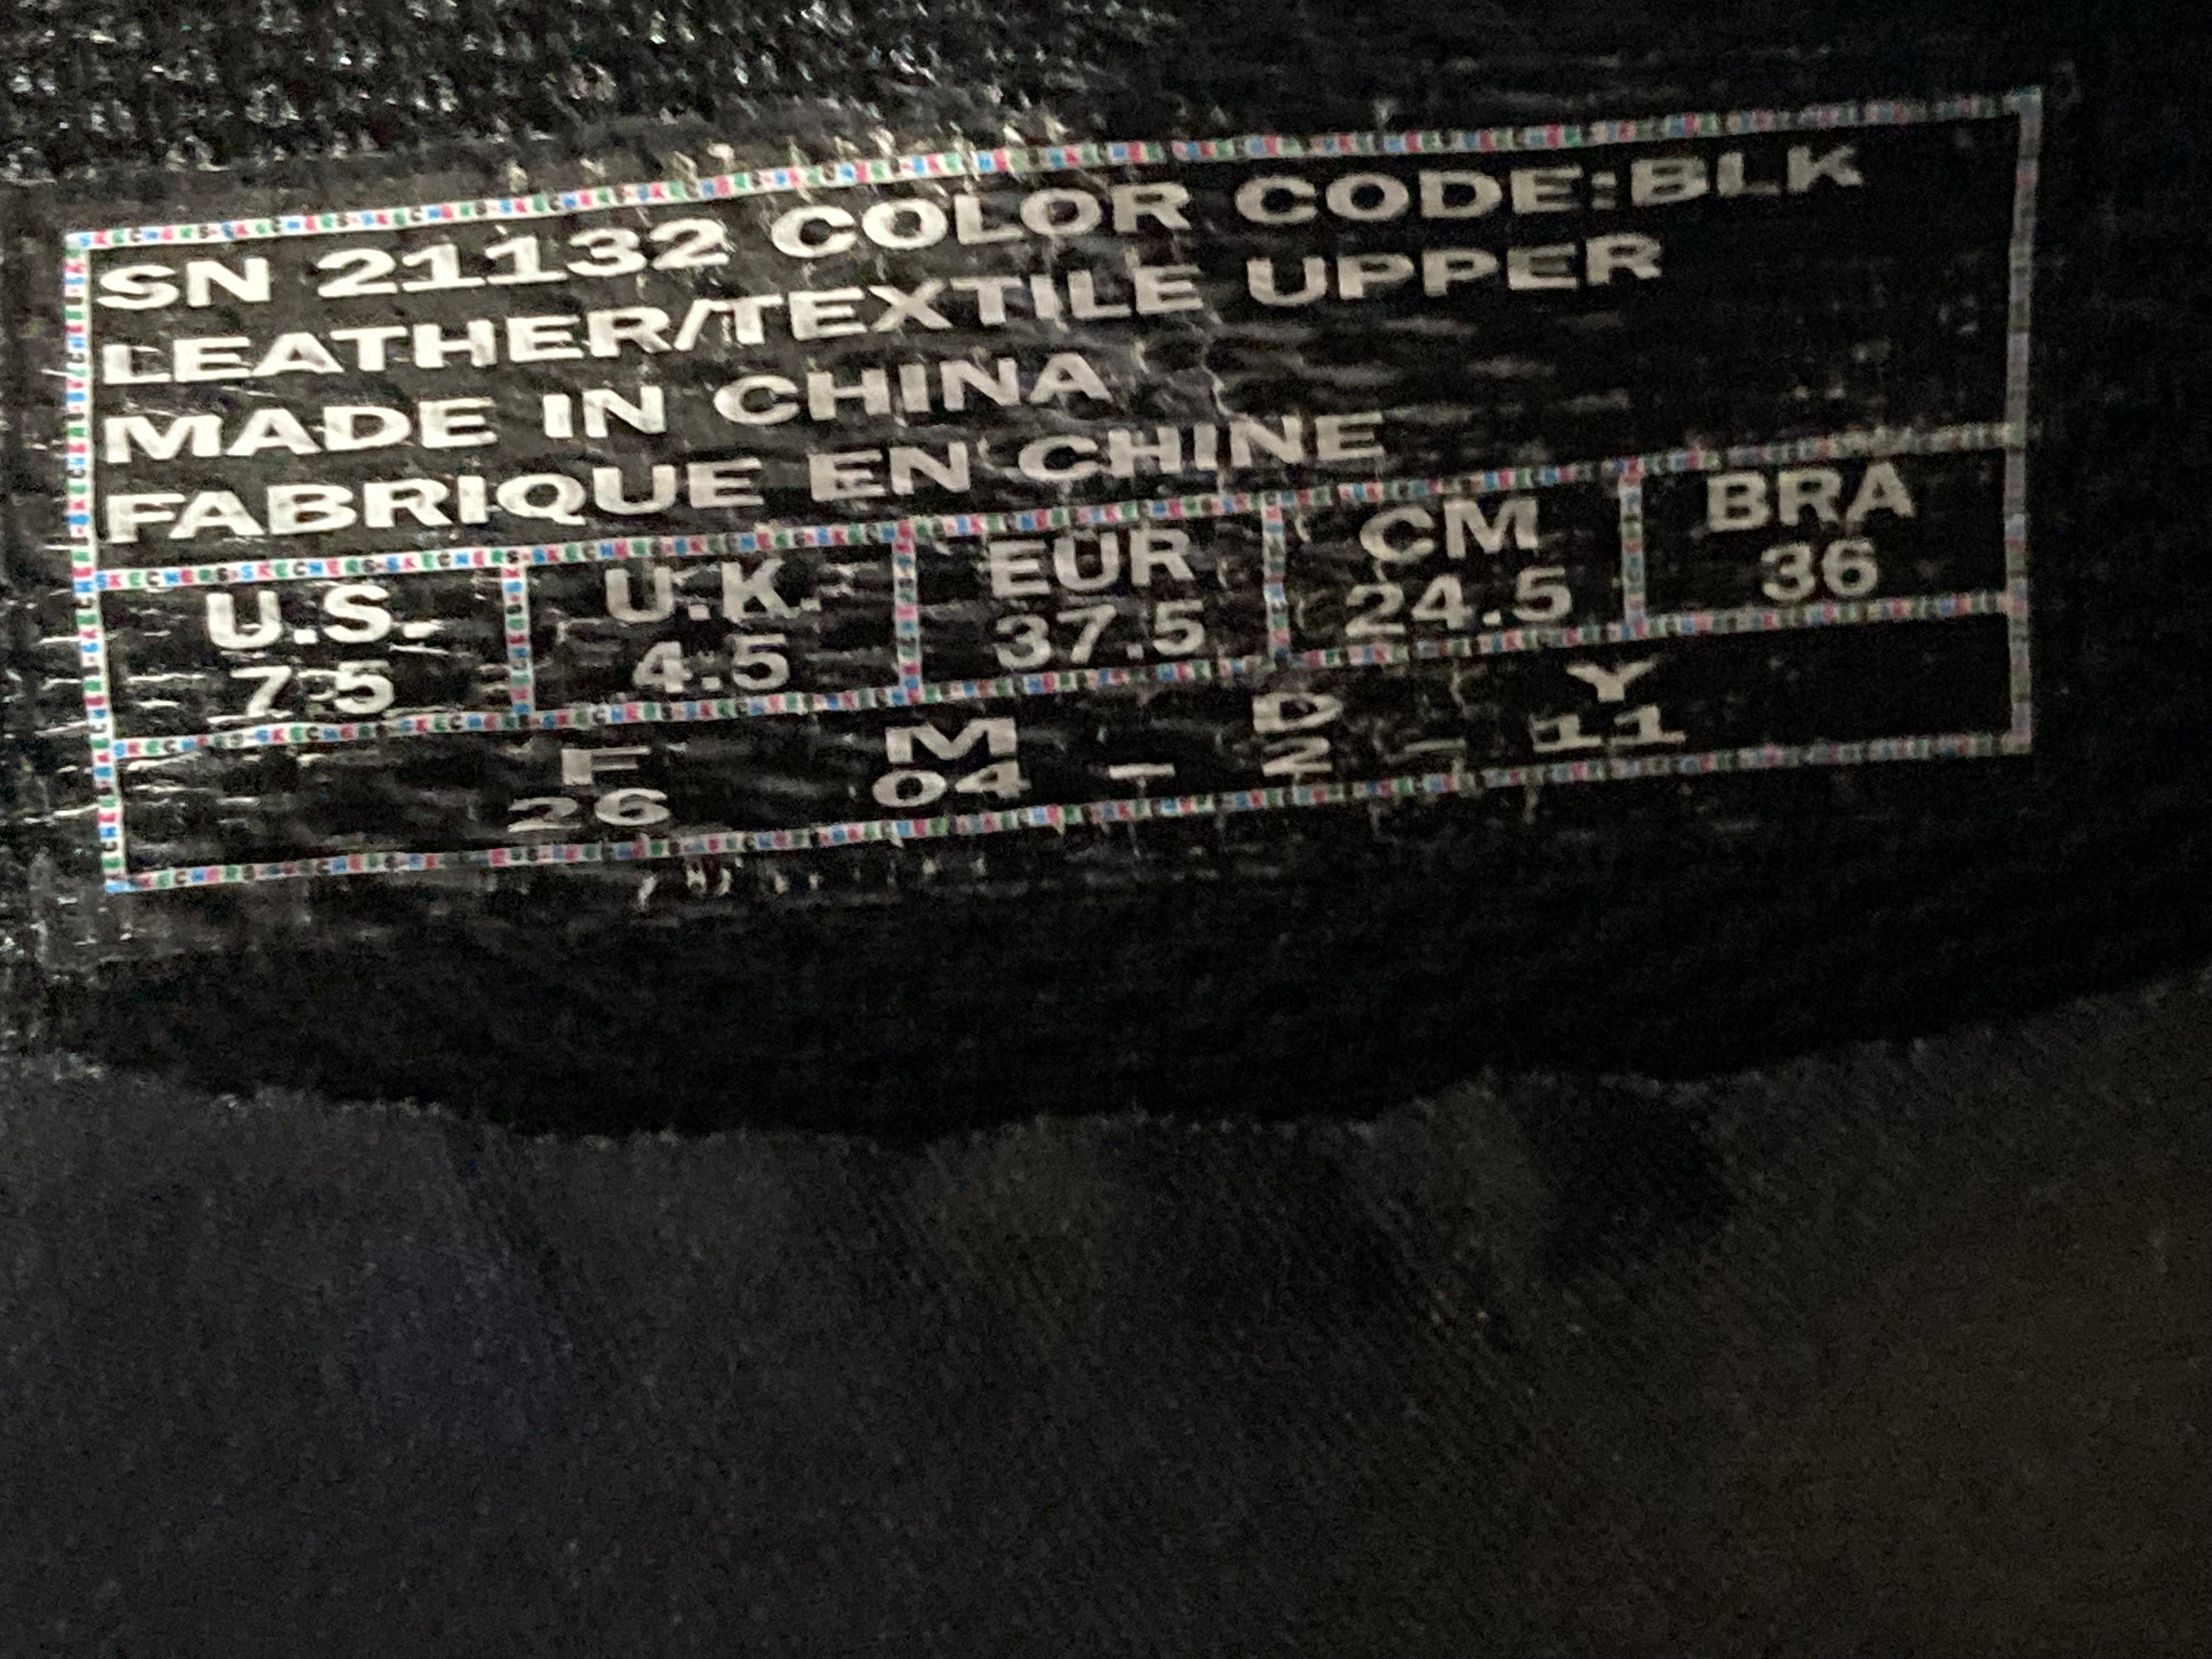 SN 21132 COLOR CODE:BLK
LEATHER/TEXTILE UPPER
MADE IN CHINA
FABRIQUE EN CHINE
U.S. U.K. EUR CM BRA
7.5 4.5 37.5 24.5 36
F M D Y
26 04 - 2 - 11